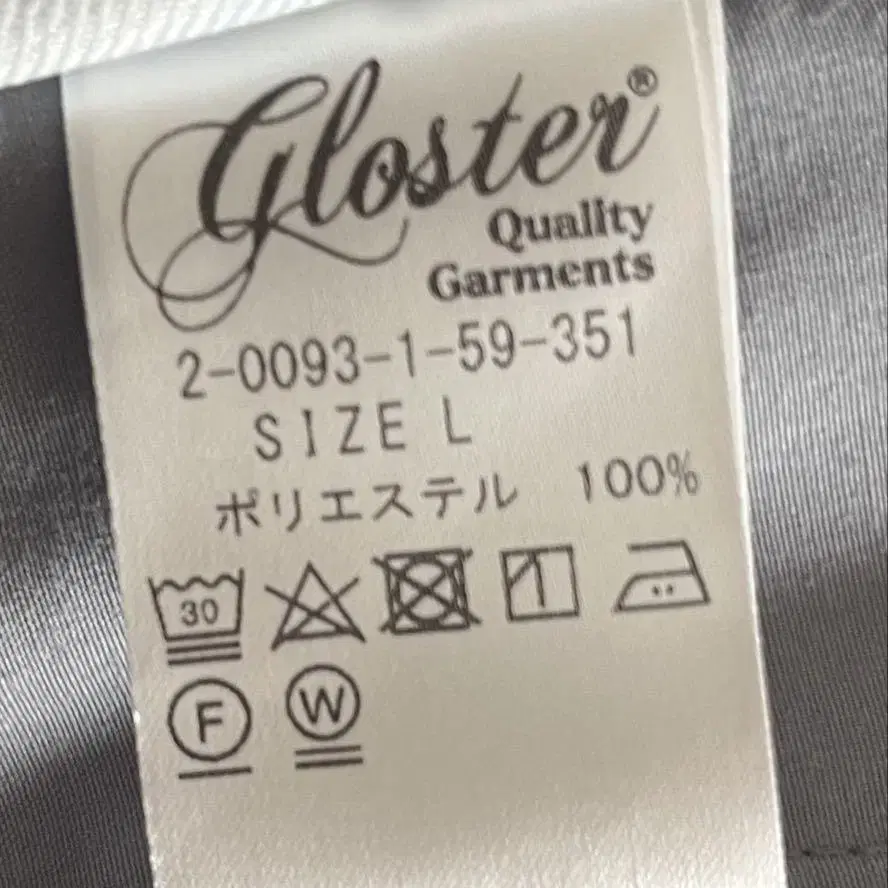 Gloster®
Quality
Garments
2-0093-1-59-351
SIZE L
ポリエステル 100%
30
F
W